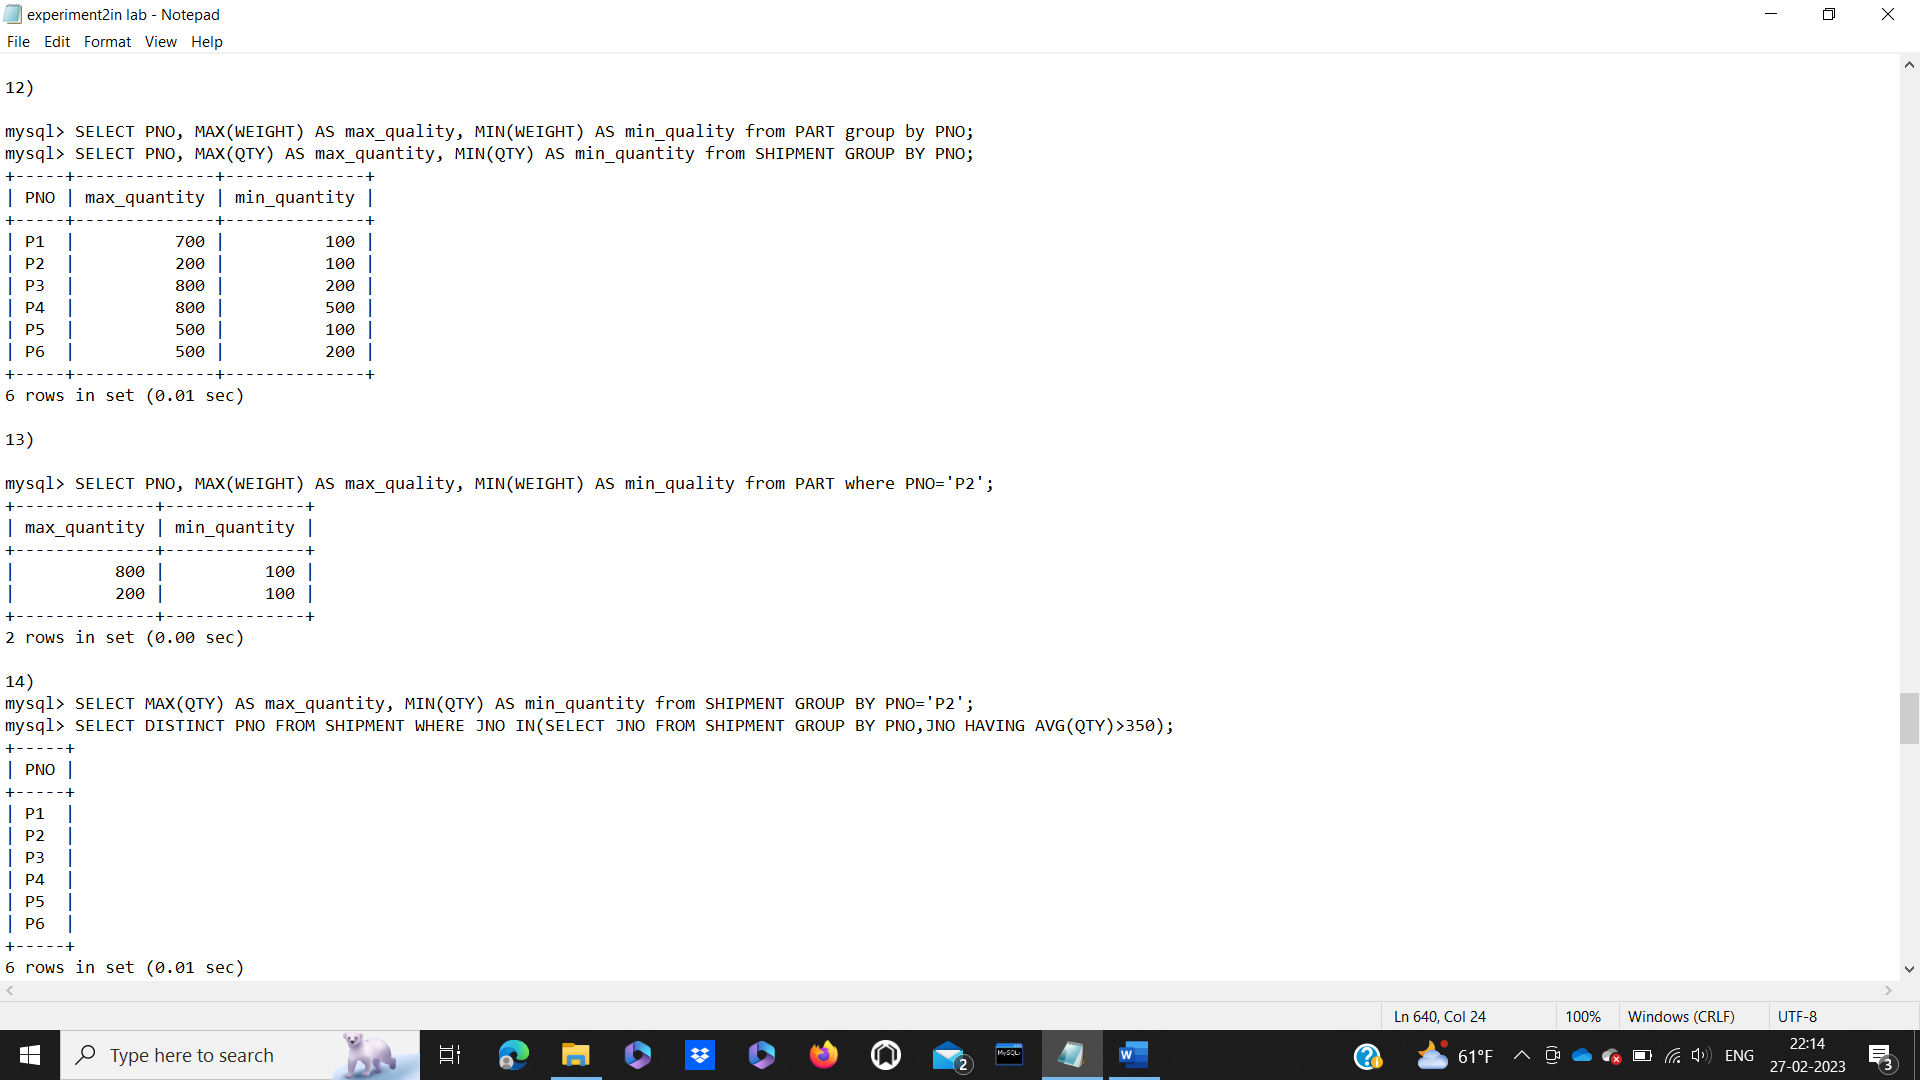 experiment2in lab - Notepad
File Edit Format View Help
12)
mysql> SELECT PNO, MAX(WEIGHT) AS max_quality, MIN(WEIGHT) AS min_quality from PART group by PNO;
mysql> SELECT PNO, MAX(QTY) AS max_quantity, MIN(QTY) AS min_quantity from SHIPMENT GROUP BY PNO;
+-----+--------------+--------------+
| PNO | max_quantity | min_quantity |
+-----+--------------+--------------+
| P1  |          700 |          100 |
| P2  |          200 |          100 |
| P3  |          800 |          200 |
| P4  |          800 |          500 |
| P5  |          500 |          100 |
| P6  |          500 |          200 |
+-----+--------------+--------------+
6 rows in set (0.01 sec)
13)
mysql> SELECT PNO, MAX(WEIGHT) AS max_quality, MIN(WEIGHT) AS min_quality from PART where PNO='P2';
+--------------+--------------+
| max_quantity | min_quantity |
+--------------+--------------+
|          800 |          100 |
|          200 |          100 |
+--------------+--------------+
2 rows in set (0.00 sec)
14)
mysql> SELECT MAX(QTY) AS max_quantity, MIN(QTY) AS min_quantity from SHIPMENT GROUP BY PNO='P2';
mysql> SELECT DISTINCT PNO FROM SHIPMENT WHERE JNO IN(SELECT JNO FROM SHIPMENT GROUP BY PNO,JNO HAVING AVG(QTY)>350);
+-----+
| PNO |
+-----+
| P1  |
| P2  |
| P3  |
| P4  |
| P5  |
| P6  |
+-----+
6 rows in set (0.01 sec)
Ln 640, Col 24 100% Windows (CRLF) UTF-8
Type here to search 2 MySQL W 61°F ENG 22:14
27-02-2023 3